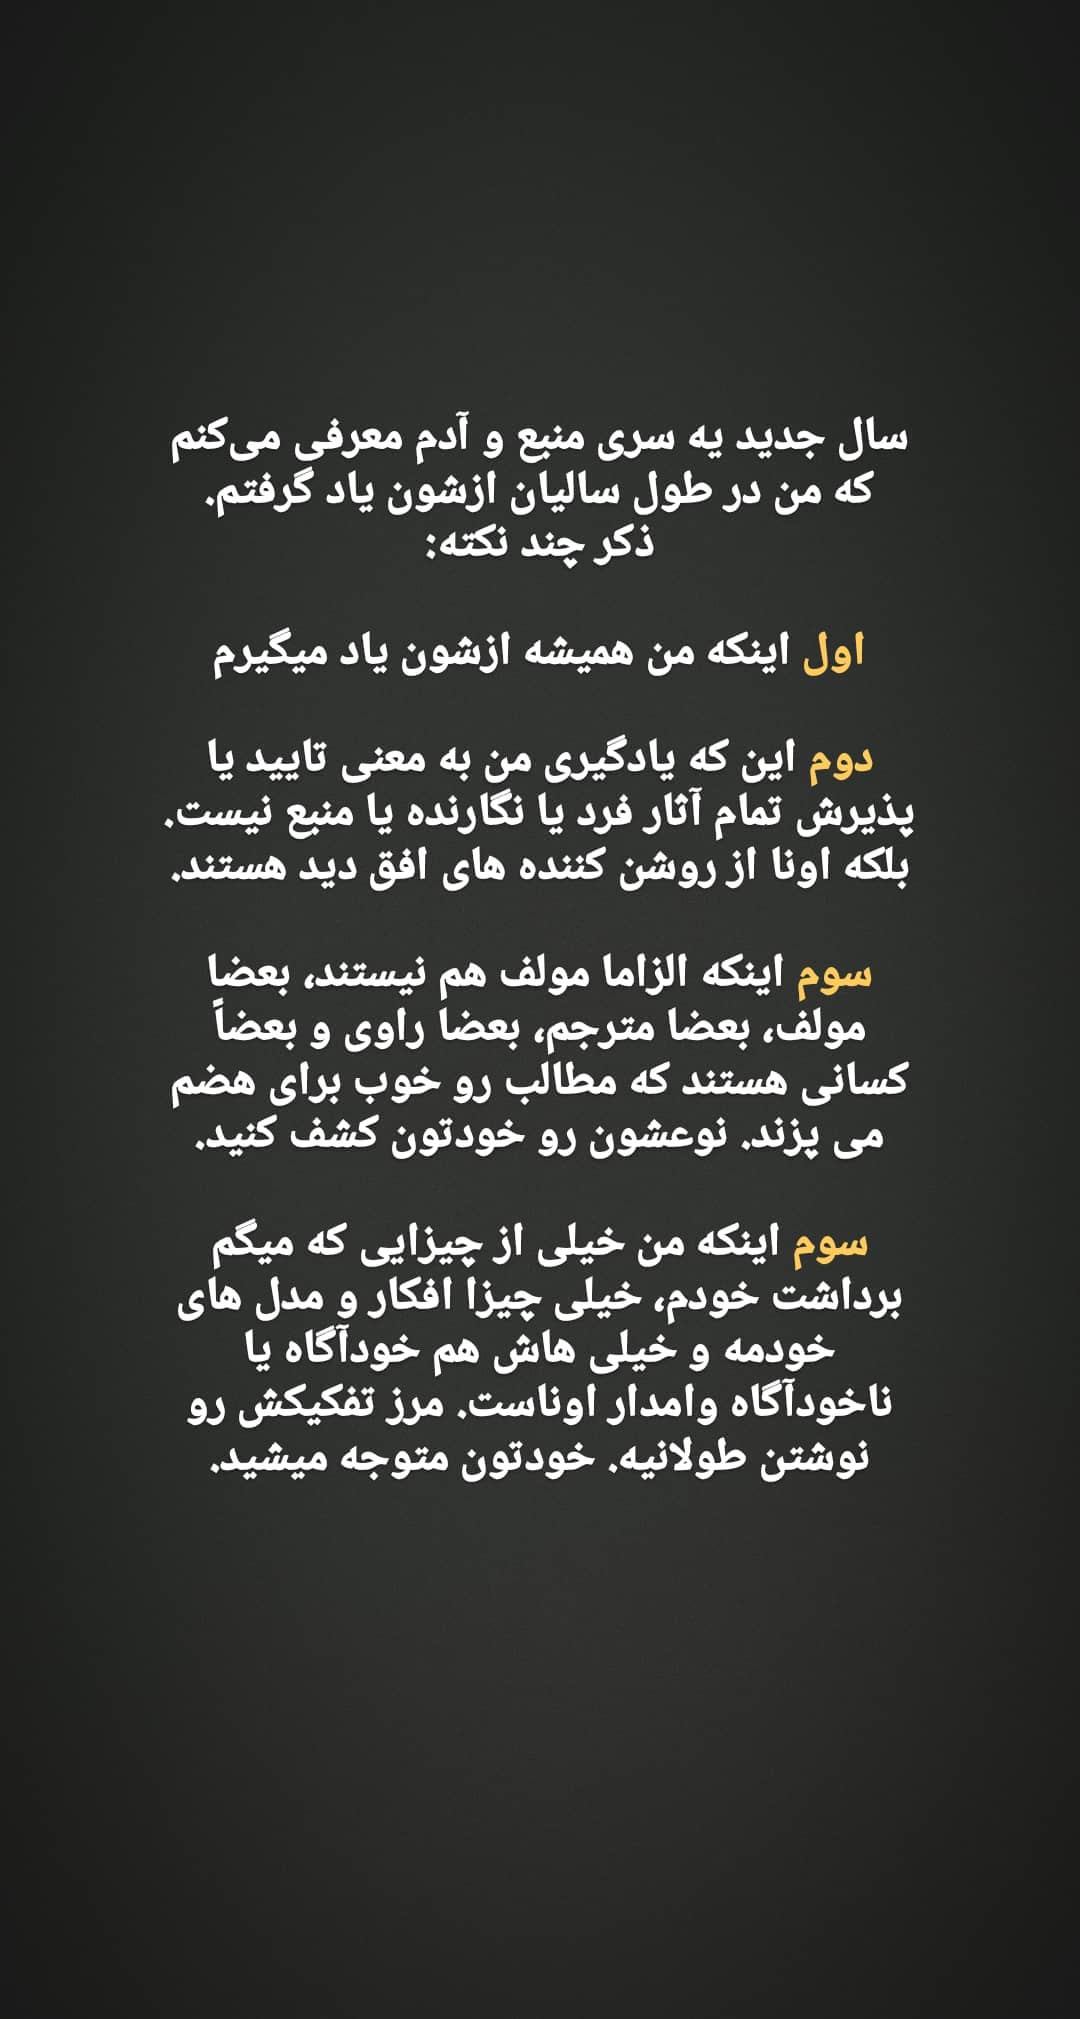 سال جدید یه سری منبع و آدم معرفی می‌کنم
که من در طول سالیان ازشون یاد گرفتم.
ذکر چند نکته:
اول اینکه من همیشه ازشون یاد میگیرم
دوم این که یادگیری من به معنی تایید یا
پذیرش تمام آثار فرد یا نگارنده یا منبع نیست.
بلکه اونا از روشن کننده های افق دید هستند.
سوم اینکه الزاما مولف هم نیستند، بعضا
مولف، بعضا مترجم، بعضا راوی و بعضاً
کسانی هستند که مطالب رو خوب برای هضم
می پزند. نوعشون رو خودتون کشف کنید.
سوم اینکه من خیلی از چیزایی که میگم
برداشت خودم، خیلی چیزا افکار و مدل های
خودمه و خیلی هاش هم خودآگاه یا
ناخودآگاه وامدار اوناست. مرز تفکیکش رو
نوشتن طولانیه. خودتون متوجه میشید.